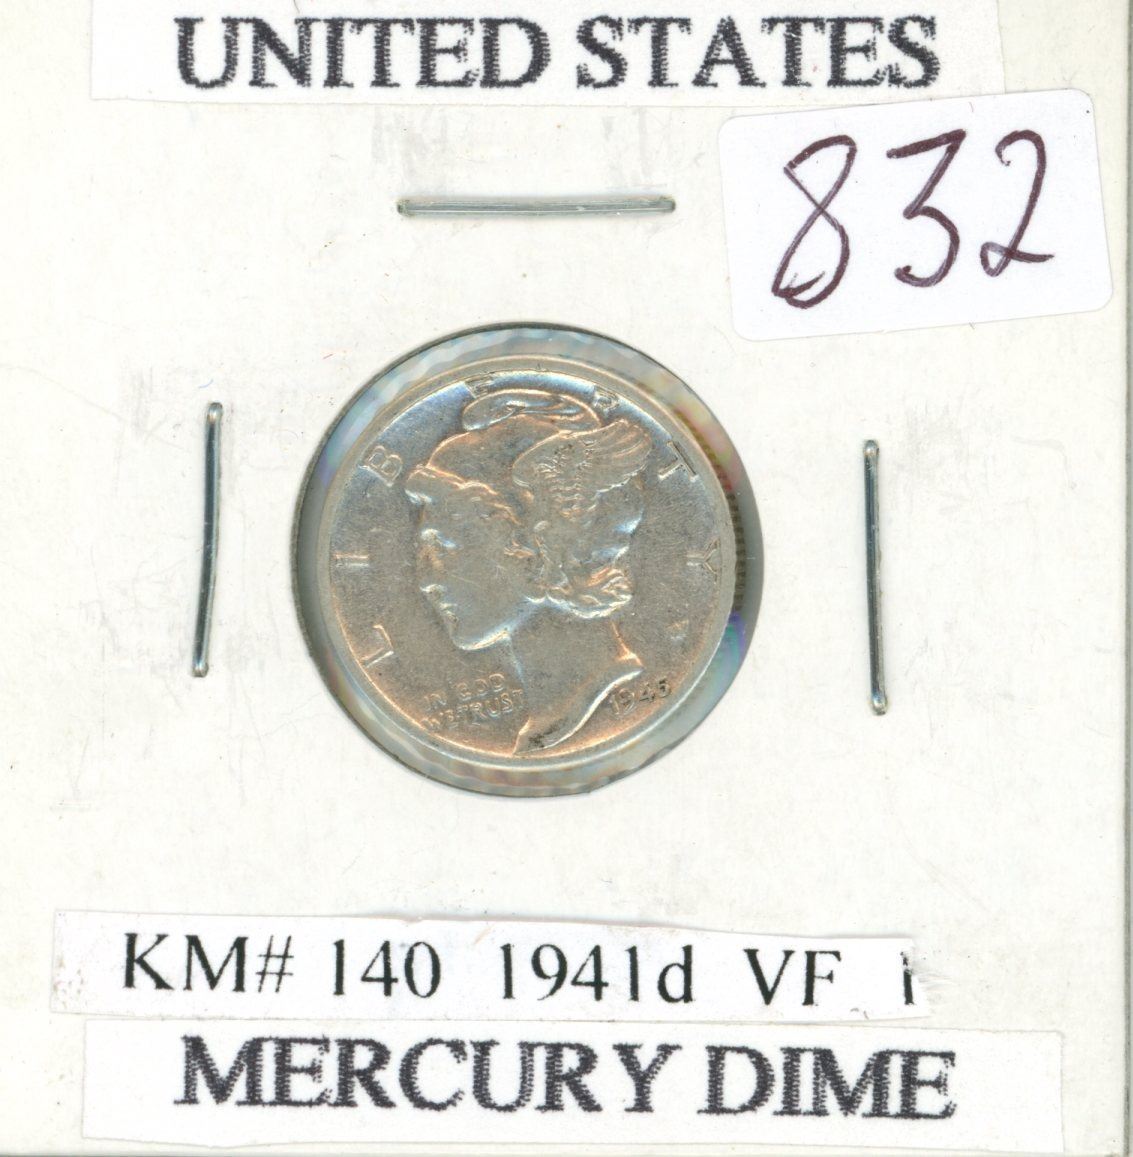 UNITED STATES
832
LIBERTY
IN GOD
WE TRUST
1945
KM# 140 1941d VF
MERCURY DIME